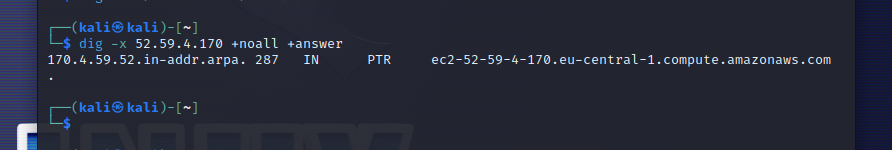 ┌──(kali㉿kali)-[~]
└─$ dig -x 52.59.4.170 +noall +answer
170.4.59.52.in-addr.arpa. 287   IN      PTR     ec2-52-59-4-170.eu-central-1.compute.amazonaws.com
.
┌──(kali㉿kali)-[~]
└─$